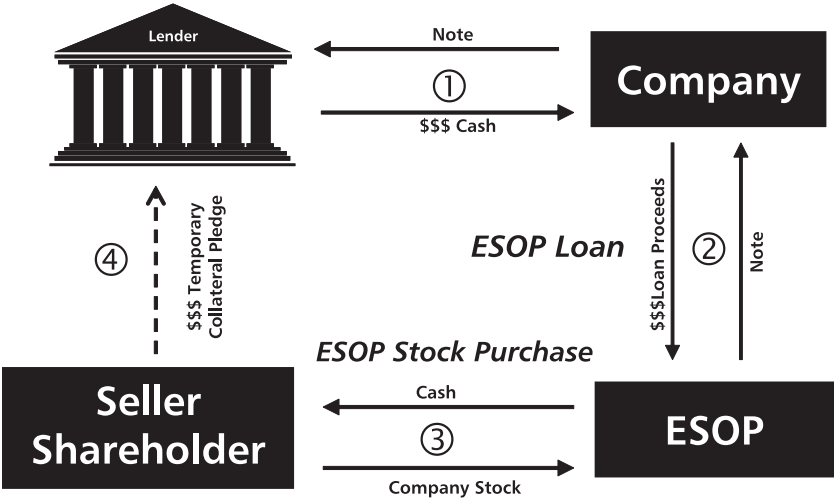 Lender
Note
①
$$$ Cash
Company
④
$$$ Temporary
Collateral Pledge
ESOP Loan
$$$Loan Proceeds
②
Note
ESOP Stock Purchase
Seller
Shareholder
Cash
③
Company Stock
ESOP